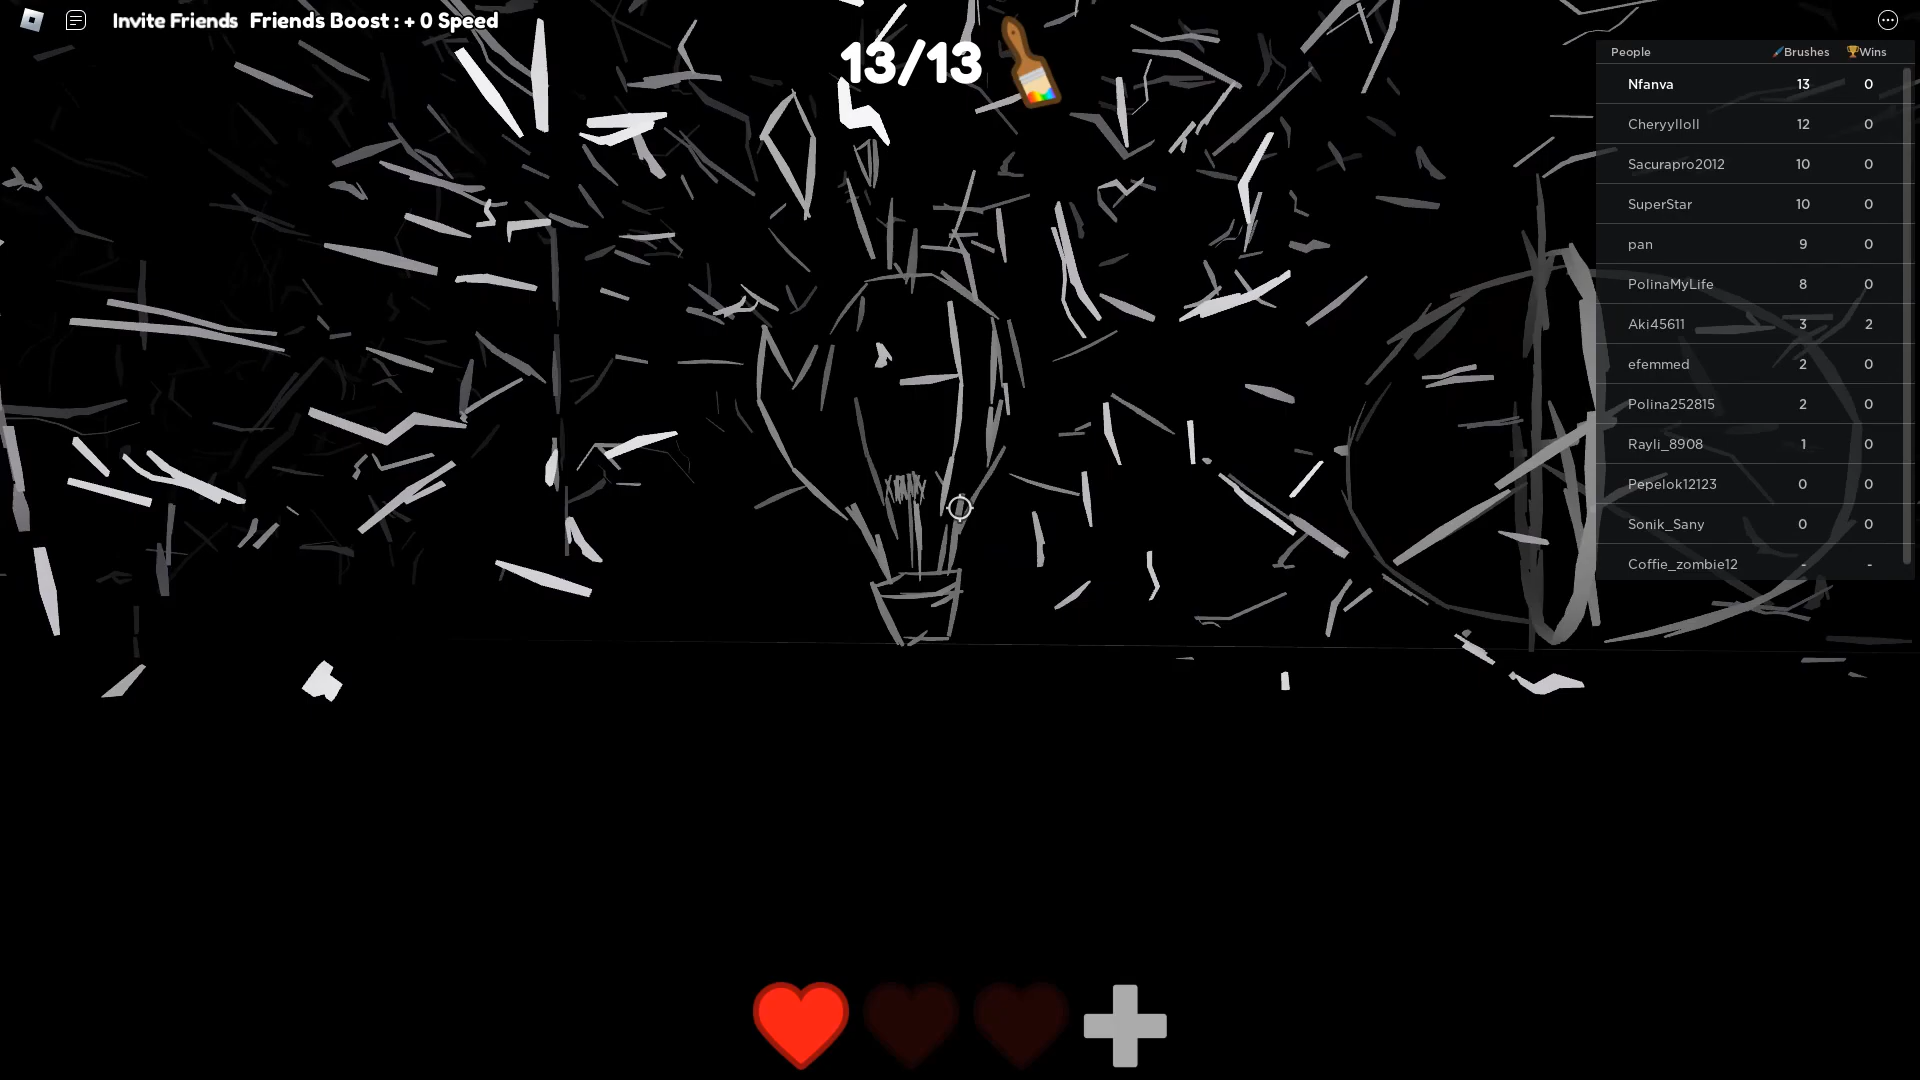 Invite Friends Friends Boost : + 0 Speed
13/13
People Brushes Wins
Nfanva 13 0
Cheryylloll 12 0
Sacurapro2012 10 0
SuperStar 10 0
pan 9 0
PolinaMyLife 8 0
Aki45611 3 2
efemmed 2 0
Polina252815 2 0
Rayli_8908 1 0
Pepelok12123 0 0
Sonik_Sany 0 0
Coffie_zombie12 - -